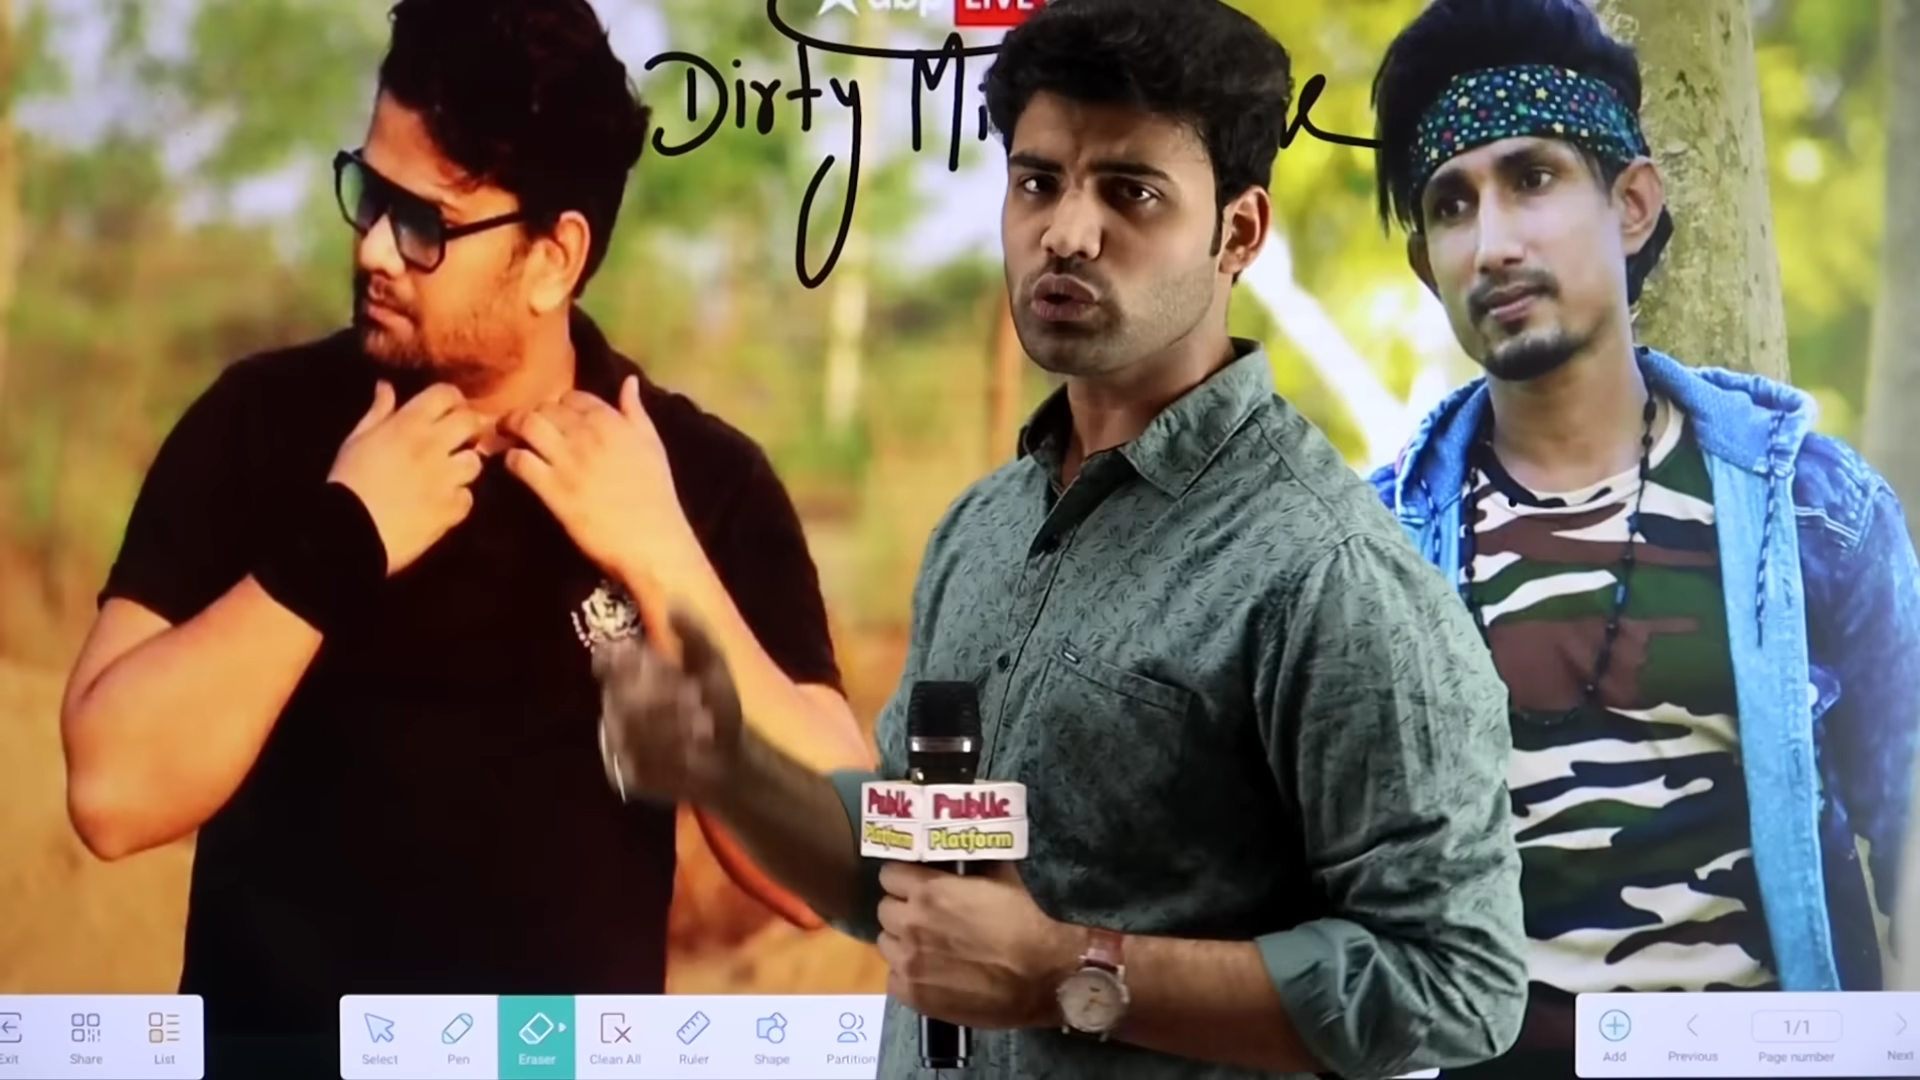 abp LIVE
Dirty
Public Public
Platform Platform
Exit
Share
List
Select
Pen
Eraser
Clean All
Ruler
Shape
Partition
Add
Previous
1/1
Page number
Next